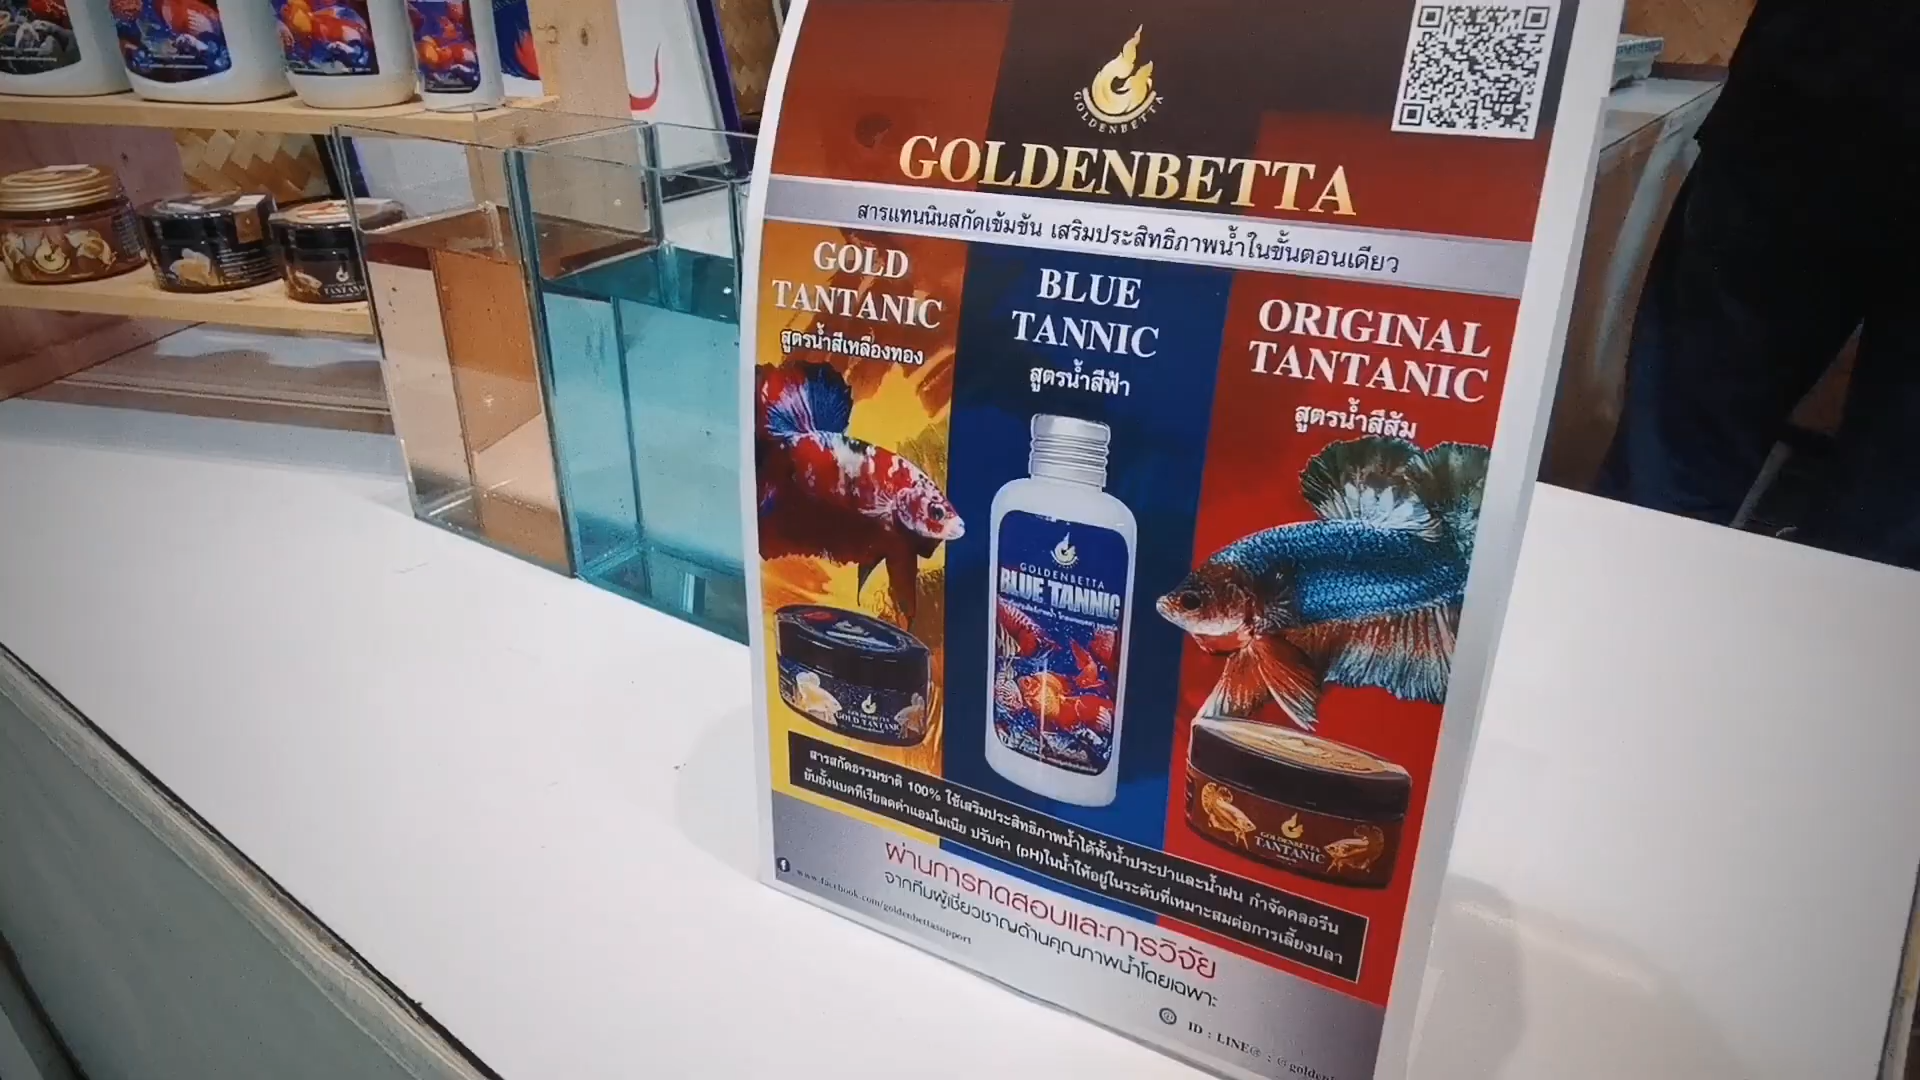 GOLDENBETTA
GOLDENBETTA
สารแทนนินสกัดเข้มข้น เสริมประสิทธิภาพน้ำในขั้นตอนเดียว
GOLD
TANTANIC
สูตรน้ำสีเหลืองทอง
BLUE
TANNIC
สูตรน้ำสีฟ้า
ORIGINAL
TANTANIC
สูตรน้ำสีส้ม
GOLDENBETTA
BLUE TANNIC
GOLDENBETTA
GOLD TANTANIC
GOLDENBETTA
TANTANIC
สารสกัดธรรมชาติ 100% ใช้เสริมประสิทธิภาพน้ำได้ทั้งน้ำประปาและน้ำฝน กำจัดคลอรีน
ยับยั้งแบคทีเรียลดค่าแอมโมเนีย ปรับค่า (pH)ในน้ำให้อยู่ในระดับที่เหมาะสมต่อการเลี้ยงปลา
ผ่านการทดสอบและการวิจัย
จากทีมผู้เชี่ยวชาญด้านคุณภาพน้ำโดยเฉพาะ
www.facebook.com/goldenbettasupport
ID : LINE@ : @golden
TANTANIC